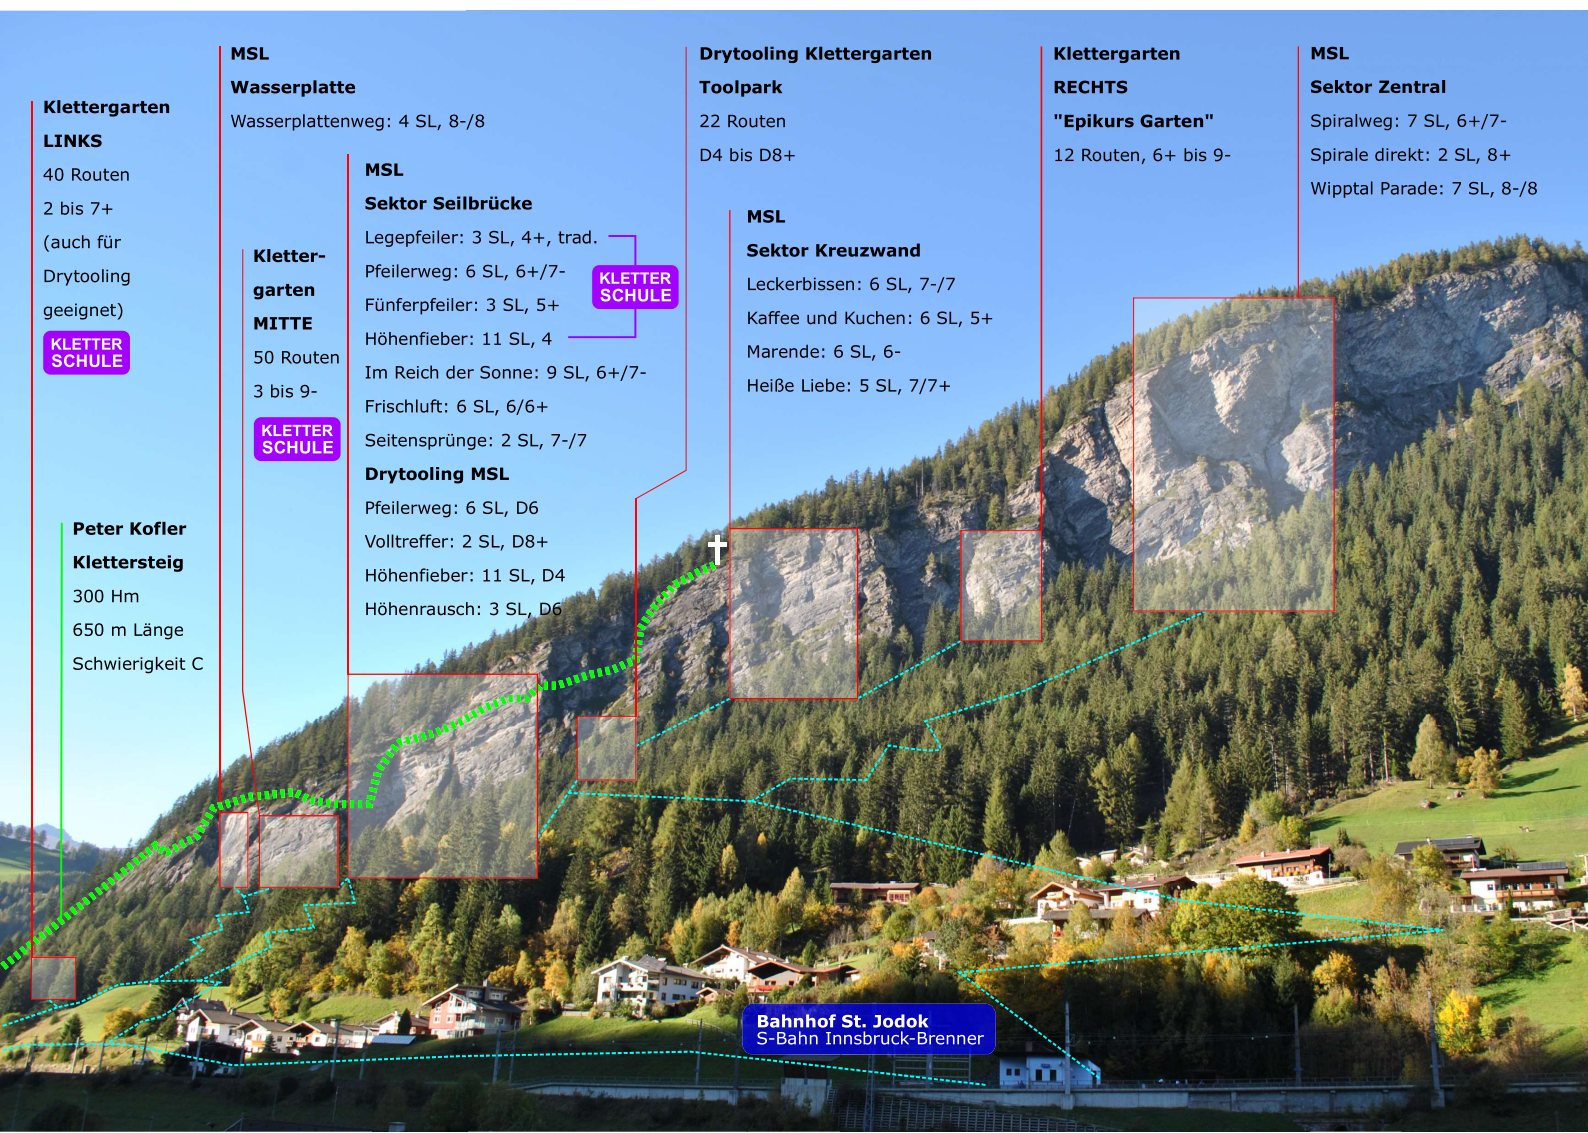 Klettergarten
LINKS
40 Routen
2 bis 7+
(auch für
Drytooling
geeignet)
KLETTER
SCHULE
Peter Kofler
Klettersteig
300 Hm
650 m Länge
Schwierigkeit C
MSL
Wasserplatte
Wasserplattenweg: 4 SL, 8-/8
Kletter-
garten
MITTE
50 Routen
3 bis 9-
KLETTER
SCHULE
MSL
Sektor Seilbrücke
Legepfeiler: 3 SL, 4+, trad.
Pfeilerweg: 6 SL, 6+/7-
Fünferpfeiler: 3 SL, 5+
Höhenfieber: 11 SL, 4
KLETTER
SCHULE
Im Reich der Sonne: 9 SL, 6+/7-
Frischluft: 6 SL, 6/6+
Seitensprünge: 2 SL, 7-/7
Drytooling MSL
Pfeilerweg: 6 SL, D6
Volltreffer: 2 SL, D8+
Höhenfieber: 11 SL, D4
Höhenrausch: 3 SL, D6
Drytooling Klettergarten
Toolpark
22 Routen
D4 bis D8+
MSL
Sektor Kreuzwand
Leckerbissen: 6 SL, 7-/7
Kaffee und Kuchen: 6 SL, 5+
Marende: 6 SL, 6-
Heiße Liebe: 5 SL, 7/7+
Klettergarten
RECHTS
"Epikurs Garten"
12 Routen, 6+ bis 9-
MSL
Sektor Zentral
Spiralweg: 7 SL, 6+/7-
Spirale direkt: 2 SL, 8+
Wipptal Parade: 7 SL, 8-/8
Bahnhof St. Jodok
S-Bahn Innsbruck-Brenner